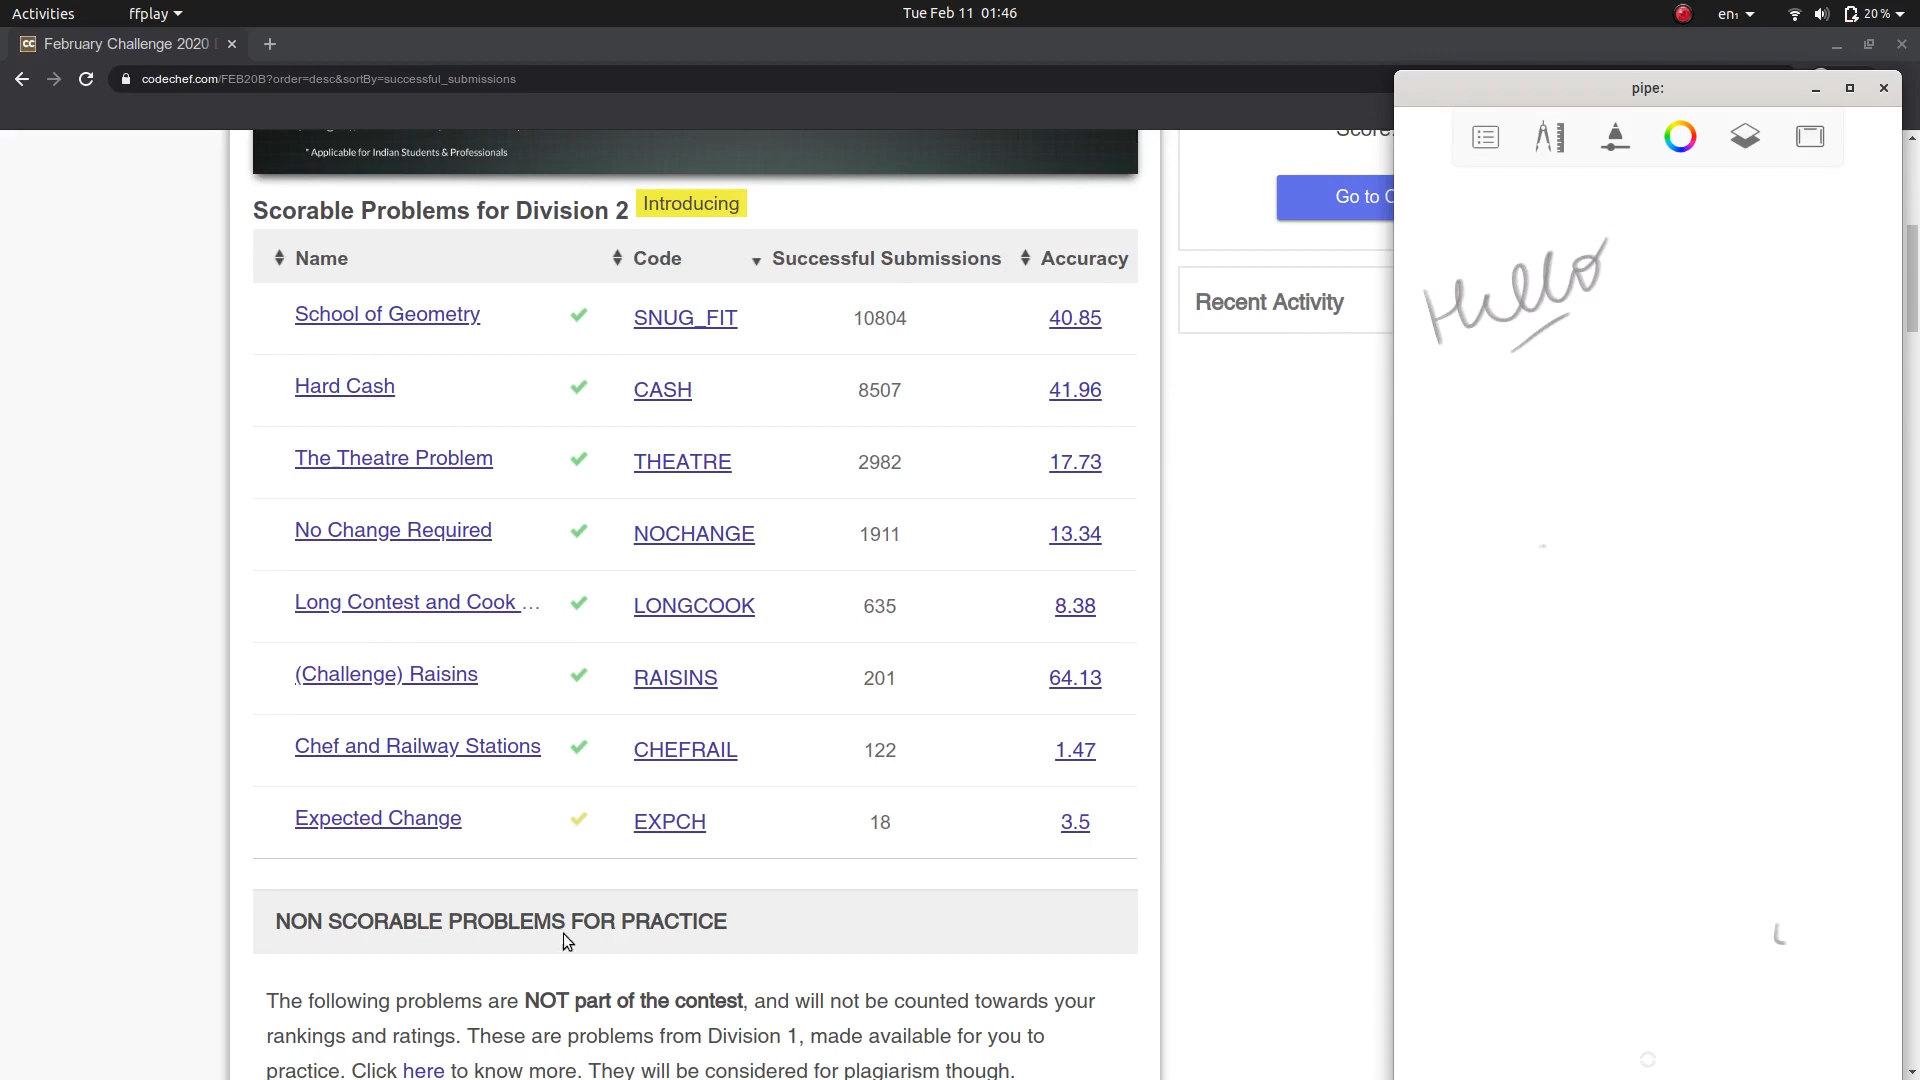 Activities ffplay Tue Feb 11 01:46 en₁ 20 %
February Challenge 2020
codechef.com/FEB20B?order=desc&sortBy=successful_submissions
pipe:
* Applicable for Indian Students & Professionals
Go to C
Scorable Problems for Division 2 Introducing
Name Code Successful Submissions Accuracy
School of Geometry SNUG_FIT 10804 40.85
Recent Activity
Hello
Hard Cash CASH 8507 41.96
The Theatre Problem THEATRE 2982 17.73
No Change Required NOCHANGE 1911 13.34
Long Contest and Cook ... LONGCOOK 635 8.38
(Challenge) Raisins RAISINS 201 64.13
Chef and Railway Stations CHEFRAIL 122 1.47
Expected Change EXPCH 18 3.5
NON SCORABLE PROBLEMS FOR PRACTICE
The following problems are NOT part of the contest, and will not be counted towards your
rankings and ratings. These are problems from Division 1, made available for you to
practice. Click here to know more. They will be considered for plagiarism though.